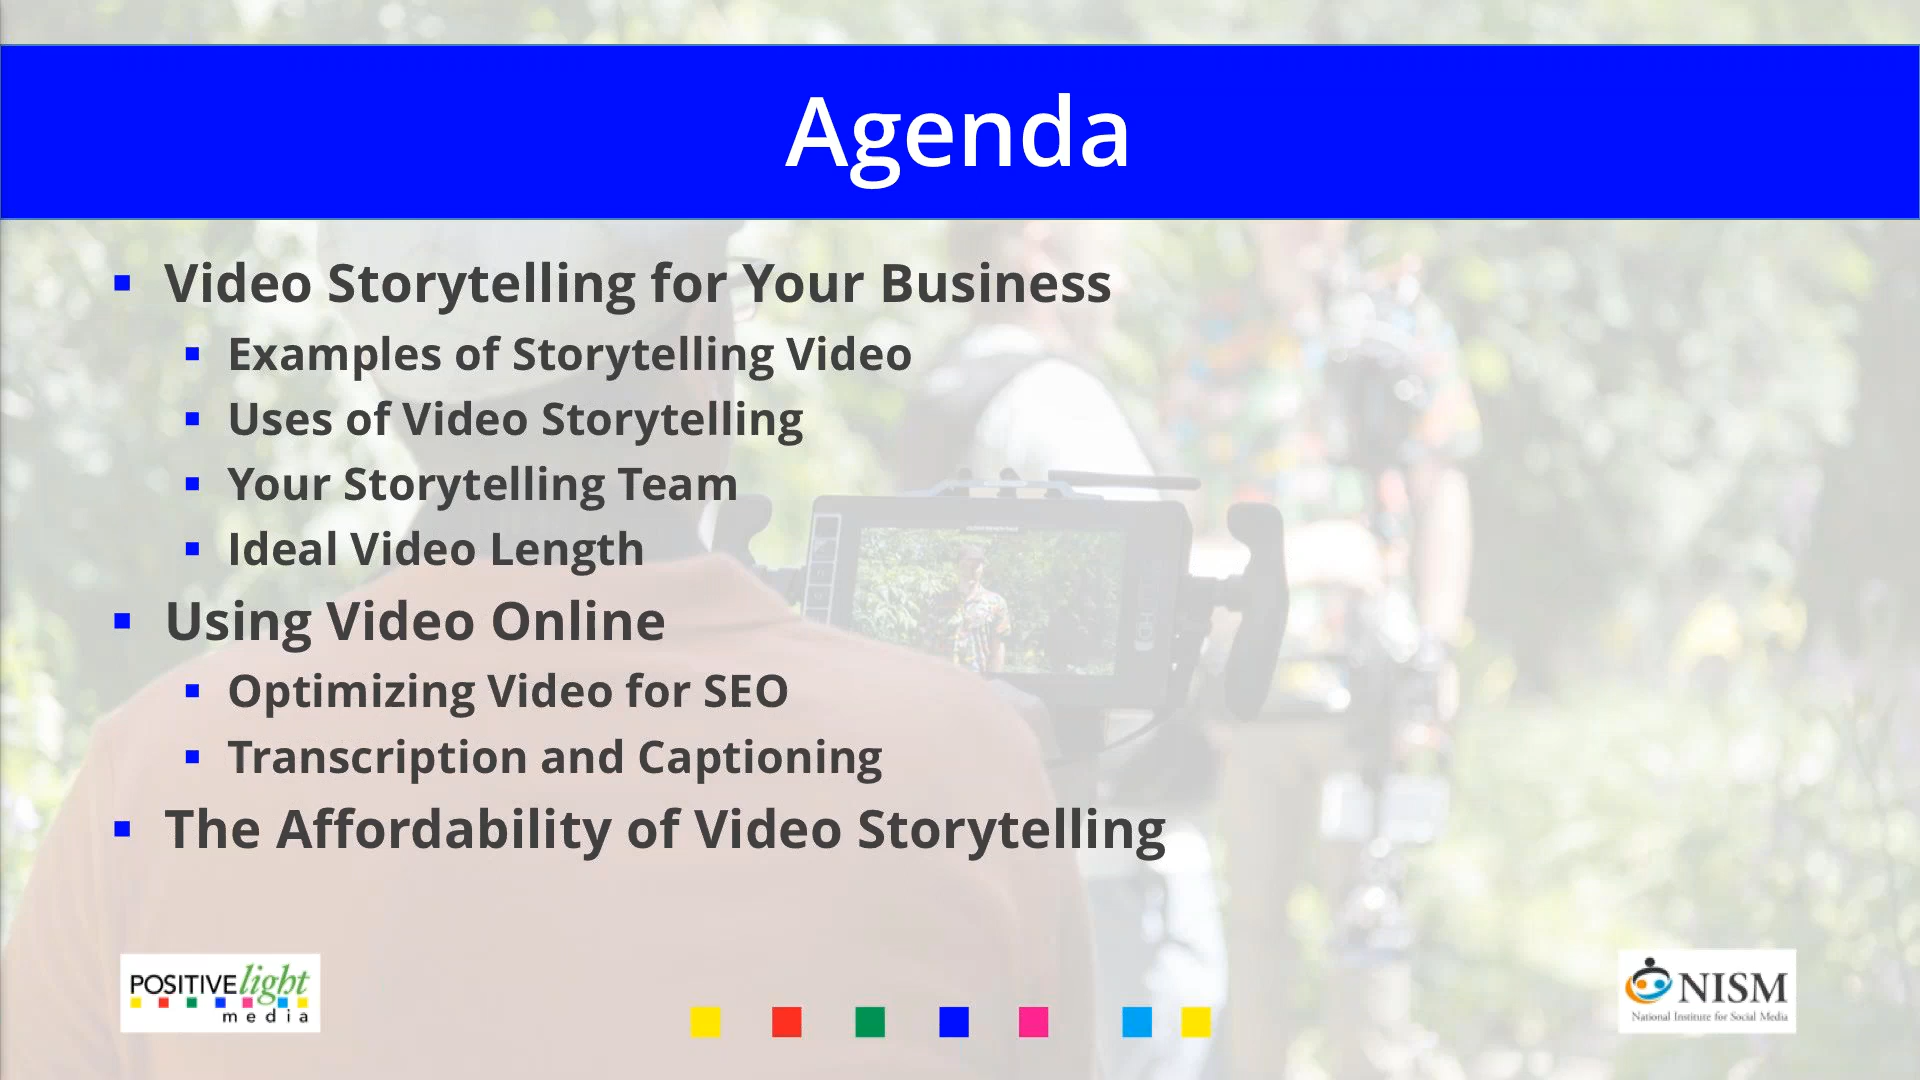 Agenda
Video Storytelling for Your Business
Examples of Storytelling Video
Uses of Video Storytelling
Your Storytelling Team
Ideal Video Length
Using Video Online
Optimizing Video for SEO
Transcription and Captioning
The Affordability of Video Storytelling
POSITIVElight
media
NISM
National Institute for Social Media